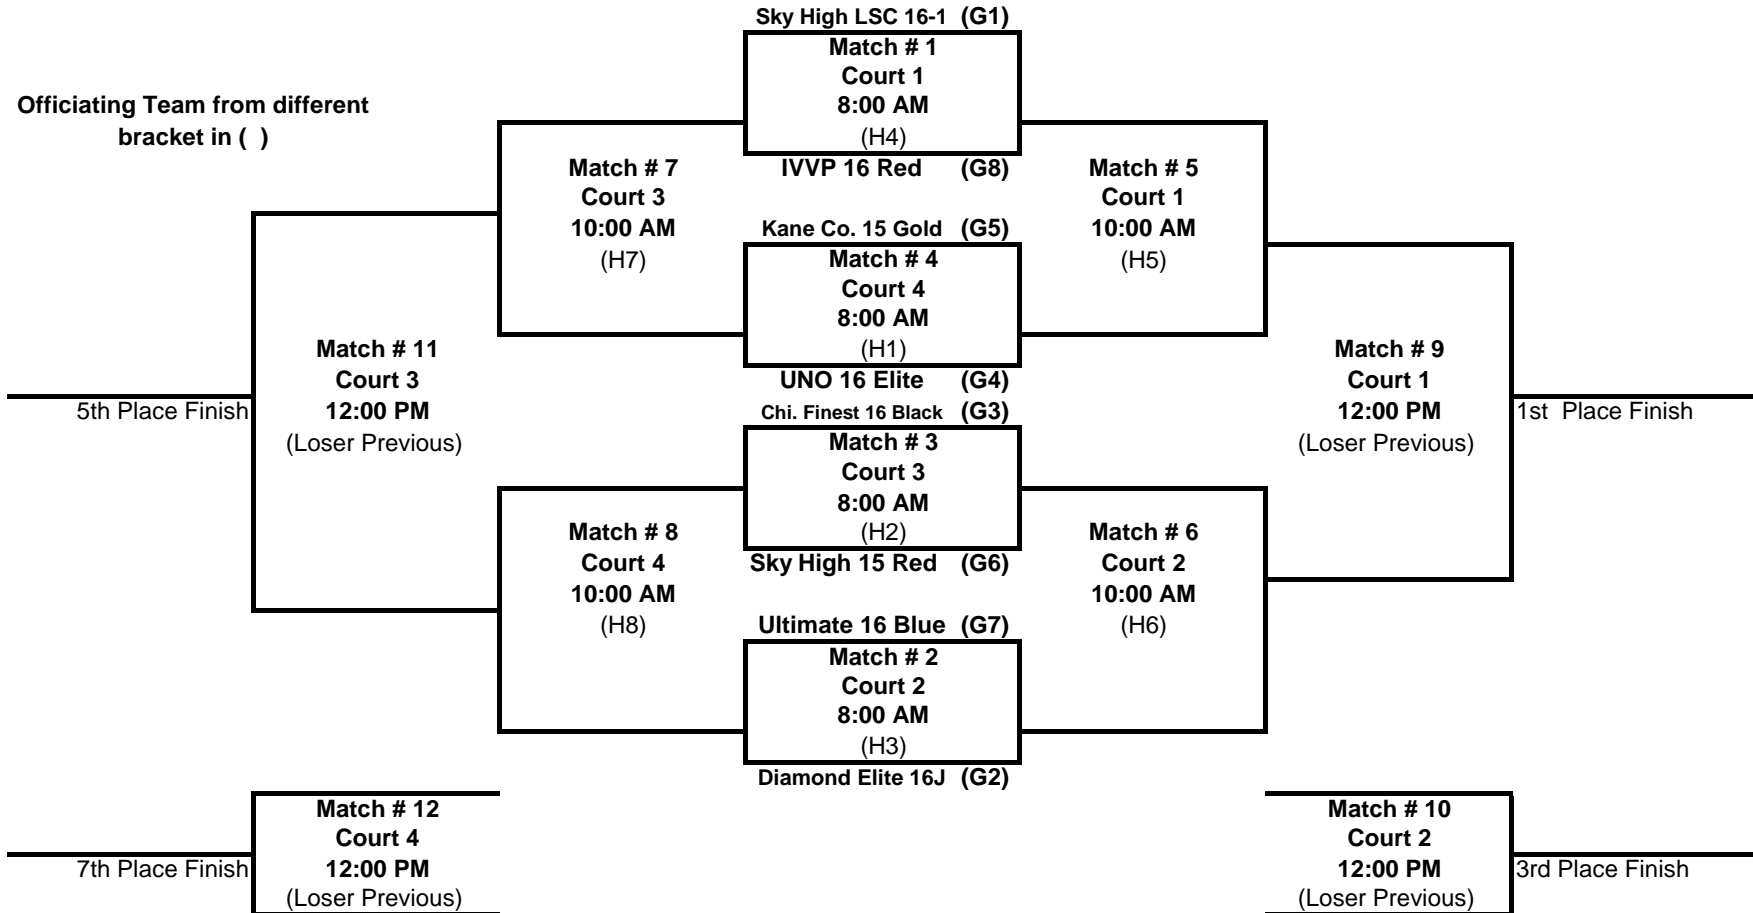 Sky High LSC 16-1 (G1)
Match # 1
Court 1
8:00 AM
(H4)
IVVP 16 Red (G8)
Officiating Team from different
bracket in ( )
Match # 7
Court 3
10:00 AM
(H7)
Match # 5
Court 1
10:00 AM
(H5)
Kane Co. 15 Gold (G5)
Match # 4
Court 4
8:00 AM
(H1)
UNO 16 Elite (G4)
Match # 11
Court 3
12:00 PM
(Loser Previous)
5th Place Finish
Match # 9
Court 1
12:00 PM
(Loser Previous)
1st  Place Finish
Chi. Finest 16 Black (G3)
Match # 3
Court 3
8:00 AM
(H2)
Sky High 15 Red (G6)
Match # 8
Court 4
10:00 AM
(H8)
Match # 6
Court 2
10:00 AM
(H6)
Ultimate 16 Blue (G7)
Match # 2
Court 2
8:00 AM
(H3)
Diamond Elite 16J (G2)
Match # 12
Court 4
12:00 PM
(Loser Previous)
7th Place Finish
Match # 10
Court 2
12:00 PM
(Loser Previous)
3rd Place Finish